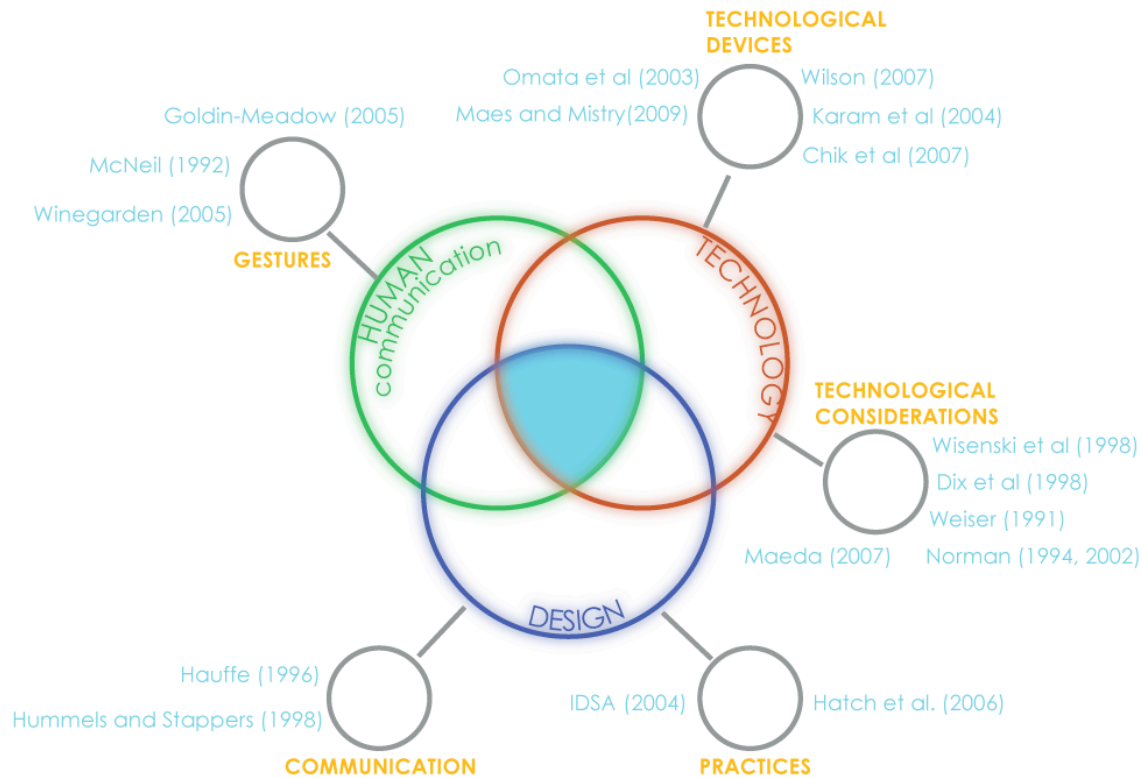 TECHNOLOGICAL
DEVICES
Omata et al (2003)
Wilson (2007)
Maes and Mistry(2009)
Karam et al (2004)
Chik et al (2007)
Goldin-Meadow (2005)
McNeil (1992)
Winegarden (2005)
GESTURES
HUMAN
communication
TECHNOLOGY
TECHNOLOGICAL
CONSIDERATIONS
Wisenski et al (1998)
Dix et al (1998)
Weiser (1991)
Maeda (2007)
Norman (1994, 2002)
DESIGN
Hauffe (1996)
Hummels and Stappers (1998)
COMMUNICATION
IDSA (2004)
Hatch et al. (2006)
PRACTICES